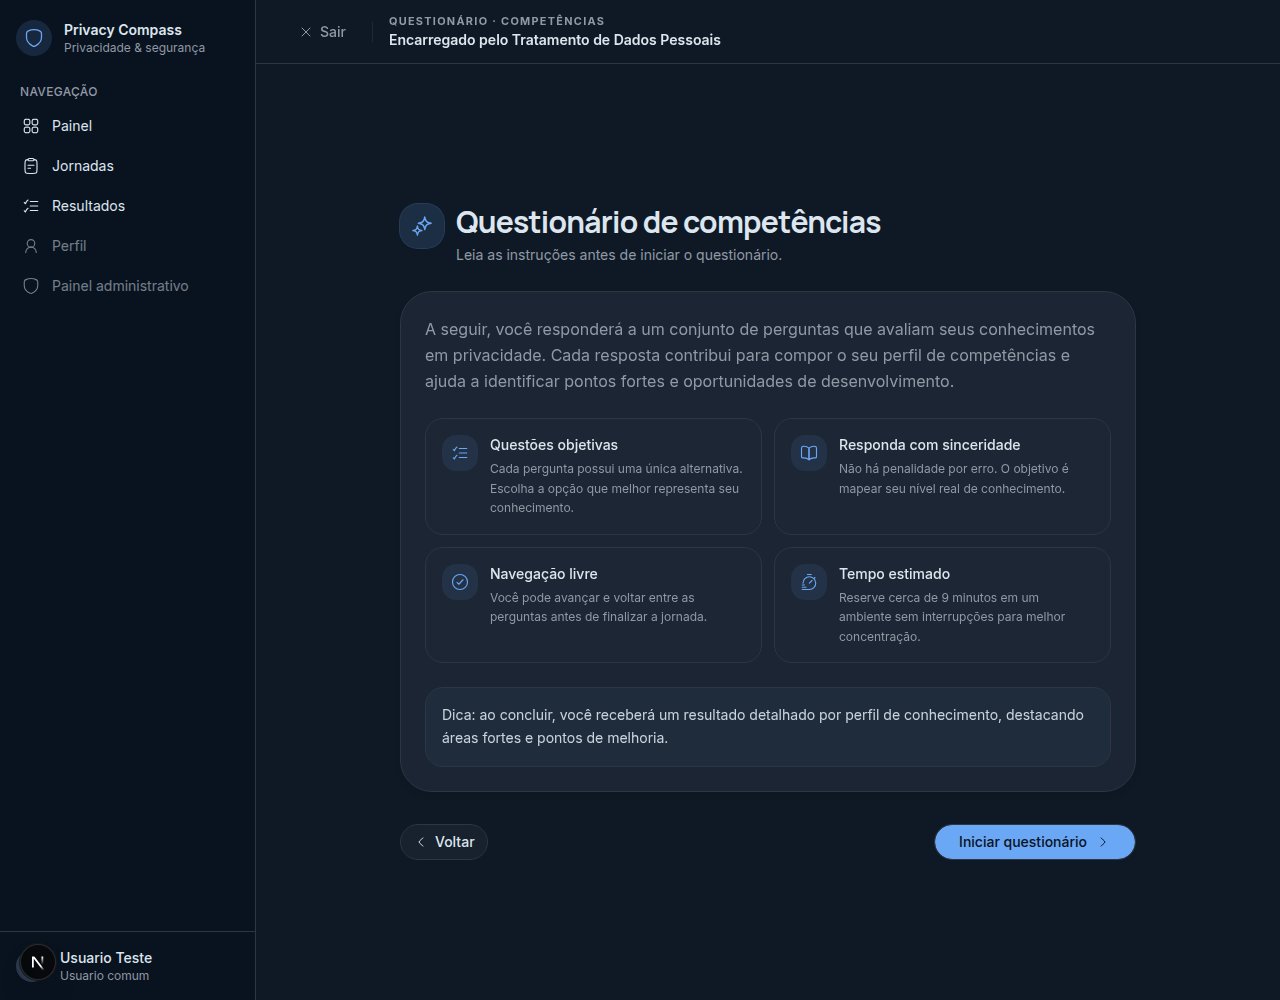 Privacy Compass
Privacidade & segurança
NAVEGAÇÃO
Painel
Jornadas
Resultados
Perfil
Painel administrativo
Usuario Teste
Usuario comum
Sair
QUESTIONÁRIO · COMPETÊNCIAS
Encarregado pelo Tratamento de Dados Pessoais
Questionário de competências
Leia as instruções antes de iniciar o questionário.
A seguir, você responderá a um conjunto de perguntas que avaliam seus conhecimentos
em privacidade. Cada resposta contribui para compor o seu perfil de competências e
ajuda a identificar pontos fortes e oportunidades de desenvolvimento.
Questões objetivas
Cada pergunta possui uma única alternativa.
Escolha a opção que melhor representa seu
conhecimento.
Responda com sinceridade
Não há penalidade por erro. O objetivo é
mapear seu nível real de conhecimento.
Navegação livre
Você pode avançar e voltar entre as
perguntas antes de finalizar a jornada.
Tempo estimado
Reserve cerca de 9 minutos em um
ambiente sem interrupções para melhor
concentração.
Dica: ao concluir, você receberá um resultado detalhado por perfil de conhecimento, destacando
áreas fortes e pontos de melhoria.
Voltar
Iniciar questionário